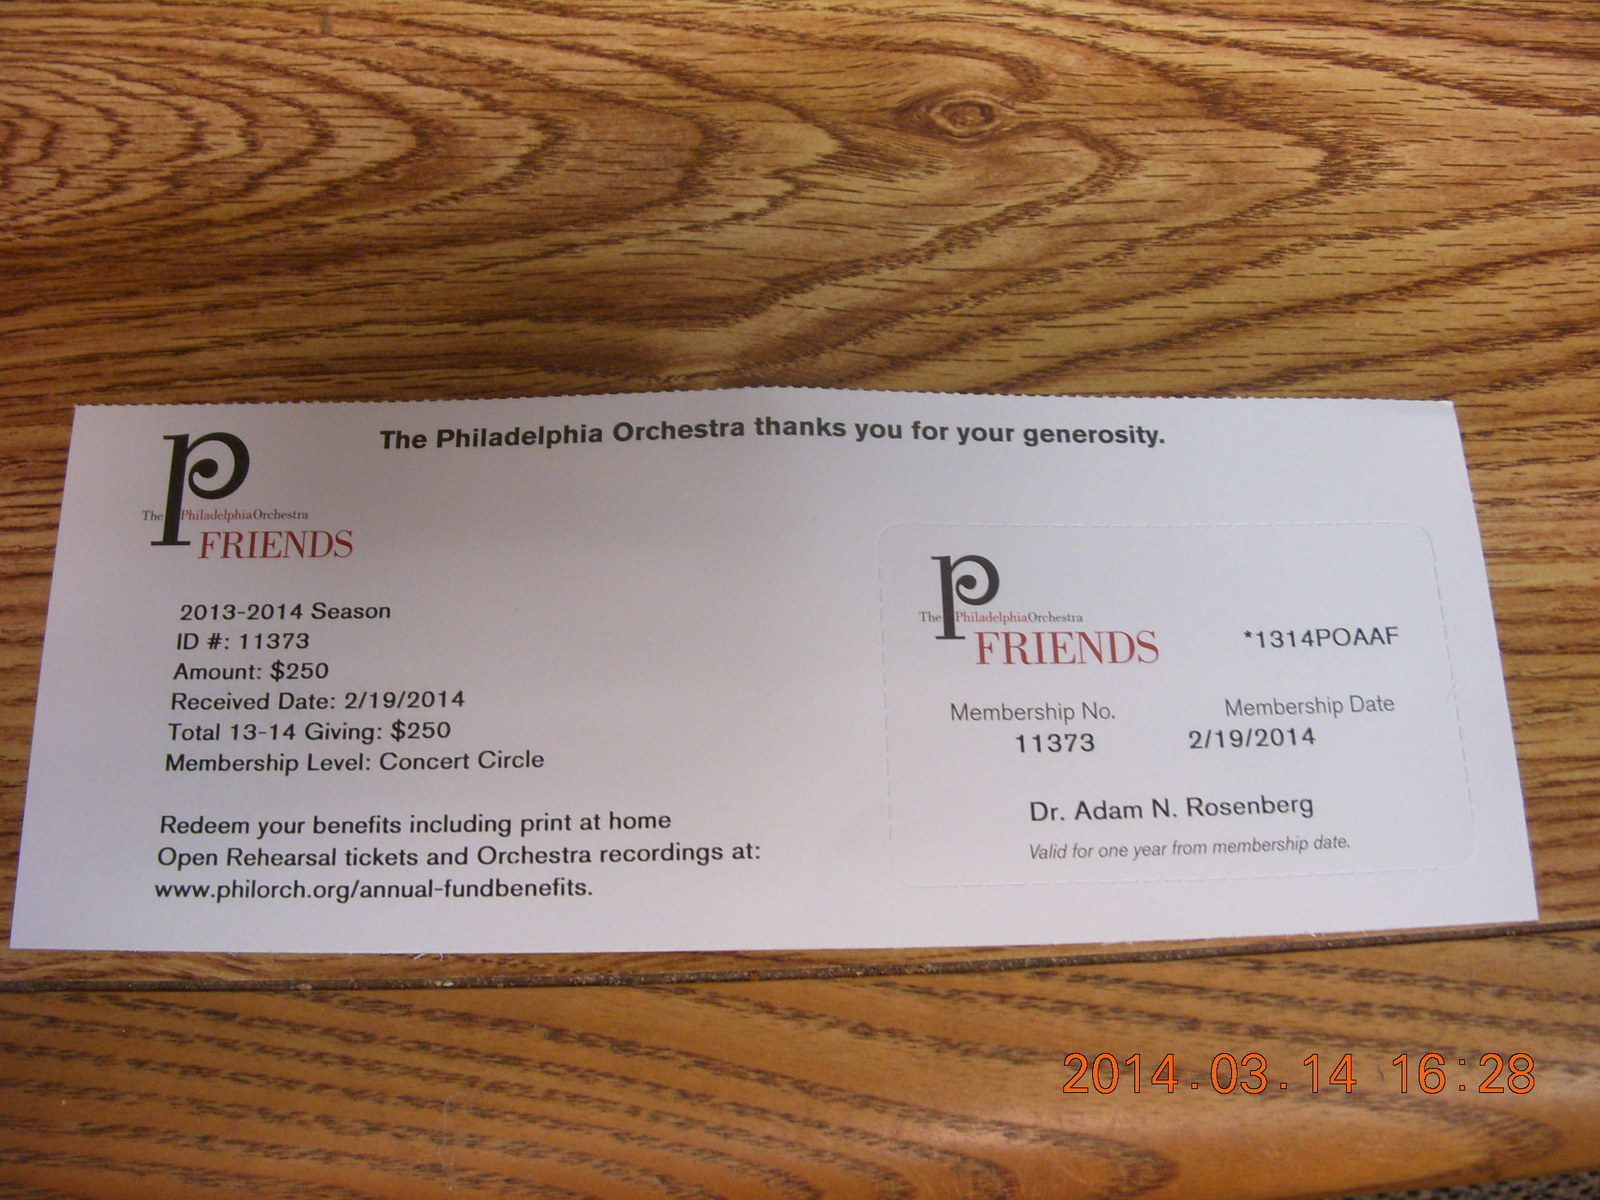 The Philadelphia Orchestra thanks you for your generosity.
p
The PhiladelphiaOrchestra
FRIENDS
2013-2014 Season
ID #: 11373
Amount: $250
Received Date: 2/19/2014
Total 13-14 Giving: $250
Membership Level: Concert Circle
Redeem your benefits including print at home
Open Rehearsal tickets and Orchestra recordings at:
www.philorch.org/annual-fundbenefits.
p
The PhiladelphiaOrchestra
FRIENDS
*1314POAAF
Membership No. Membership Date
11373 2/19/2014
Dr. Adam N. Rosenberg
Valid for one year from membership date.
2014.03.14 16:28